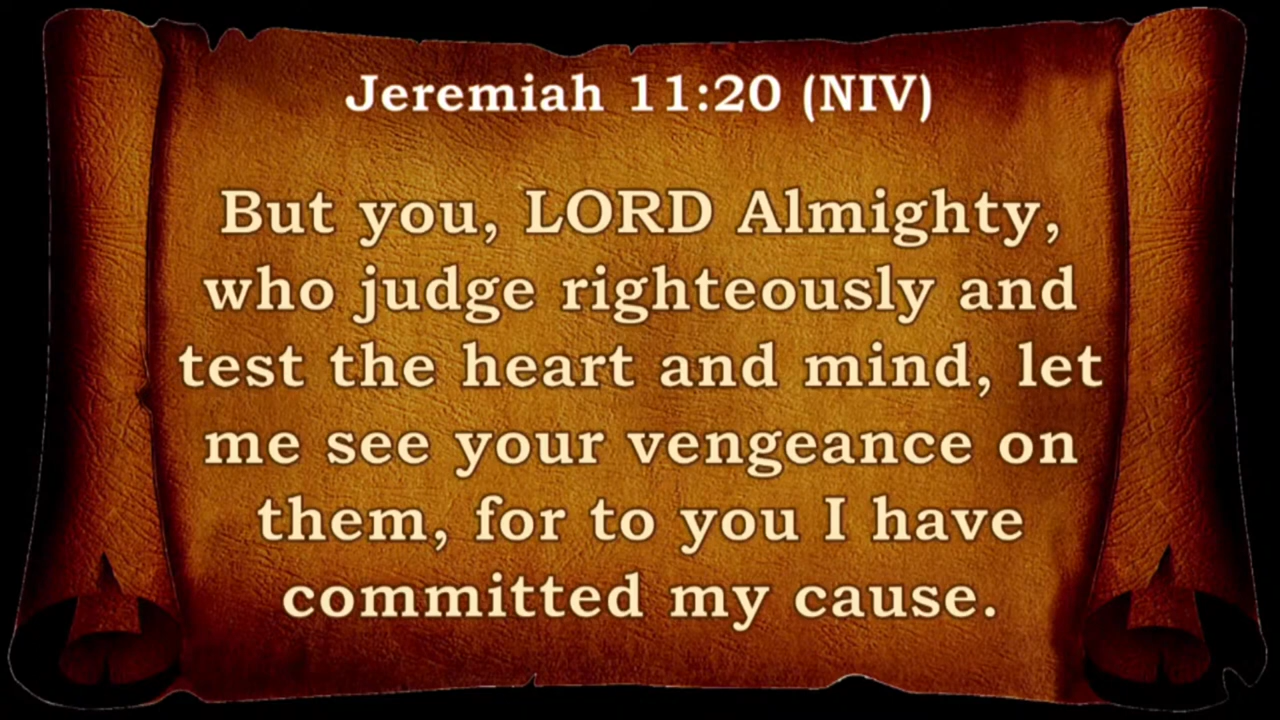 Jeremiah 11:20 (NIV)
But you, LORD Almighty,
who judge righteously and
test the heart and mind, let
me see your vengeance on
them, for to you I have
committed my cause.